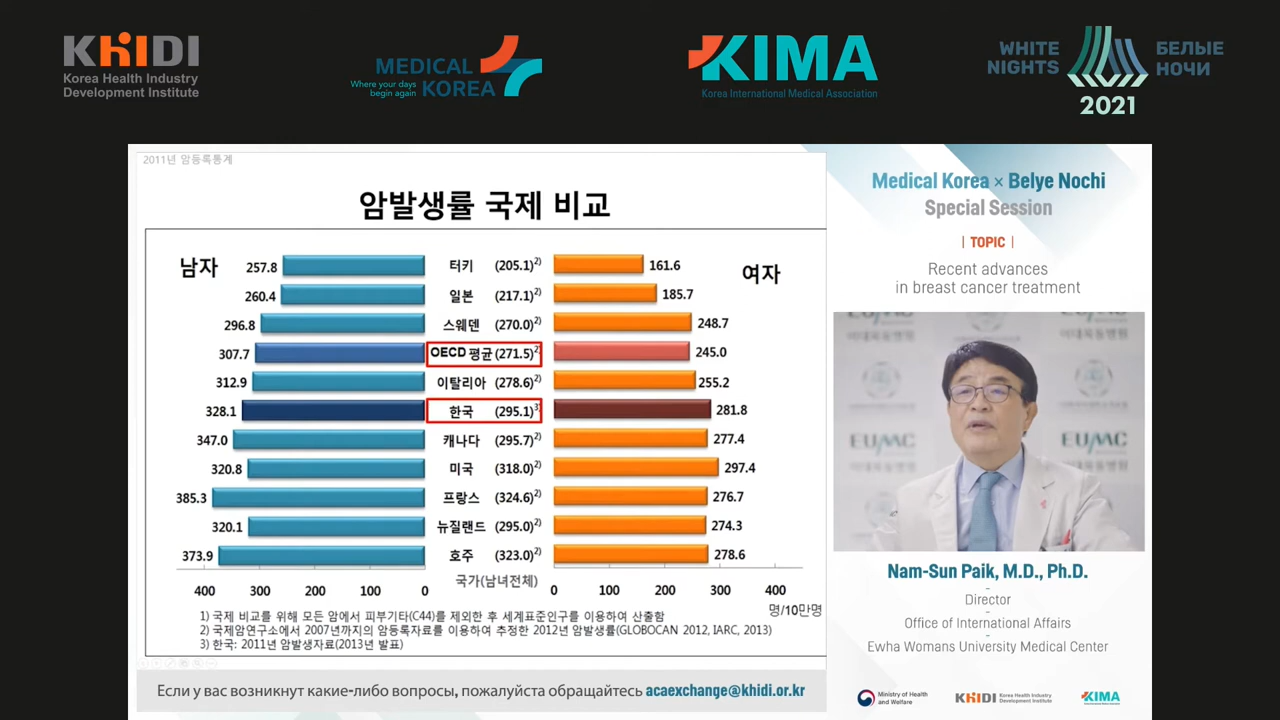 KHIDI
Korea Health Industry
Development Institute
MEDICAL
Where your days
begin again
KOREA
KIMA
Korea International Medical Association
WHITE
NIGHTS
БЕЛЫЕ
НОЧИ
2021
2011년 암등록통계
암발생률 국제 비교
남자
여자
257.8 터키 (205.1)2) 161.6
260.4 일본 (217.1)2) 185.7
296.8 스웨덴 (270.0)2) 248.7
307.7 OECD 평균(271.5)2) 245.0
312.9 이탈리아 (278.6)2) 255.2
328.1 한국 (295.1)3) 281.8
347.0 캐나다 (295.7)2) 277.4
320.8 미국 (318.0)2) 297.4
385.3 프랑스 (324.6)2) 276.7
320.1 뉴질랜드 (295.0)2) 274.3
373.9 호주 (323.0)2) 278.6
400 300 200 100 0 국가(남녀전체) 0 100 200 300 400
명/10만명
1) 국제 비교를 위해 모든 암에서 피부기타(C44)를 제외한 후 세계표준인구를 이용하여 산출함
2) 국제암연구소에서 2007년까지의 암등록자료를 이용하여 추정한 2012년 암발생률(GLOBOCAN 2012, IARC, 2013)
3) 한국: 2011년 암발생자료(2013년 발표)
Если у вас возникнут какие-либо вопросы, пожалуйста обращайтесь acaexchange@khidi.or.kr
Medical Korea × Belye Nochi
Special Session
| TOPIC |
Recent advances
in breast cancer treatment
EUMC
EUMC
이대목동병원
Nam-Sun Paik, M.D., Ph.D.
Director
Office of International Affairs
Ewha Womans University Medical Center
Ministry of Health
and Welfare
KHIDI Korea Health Industry
Development Institute
KIMA